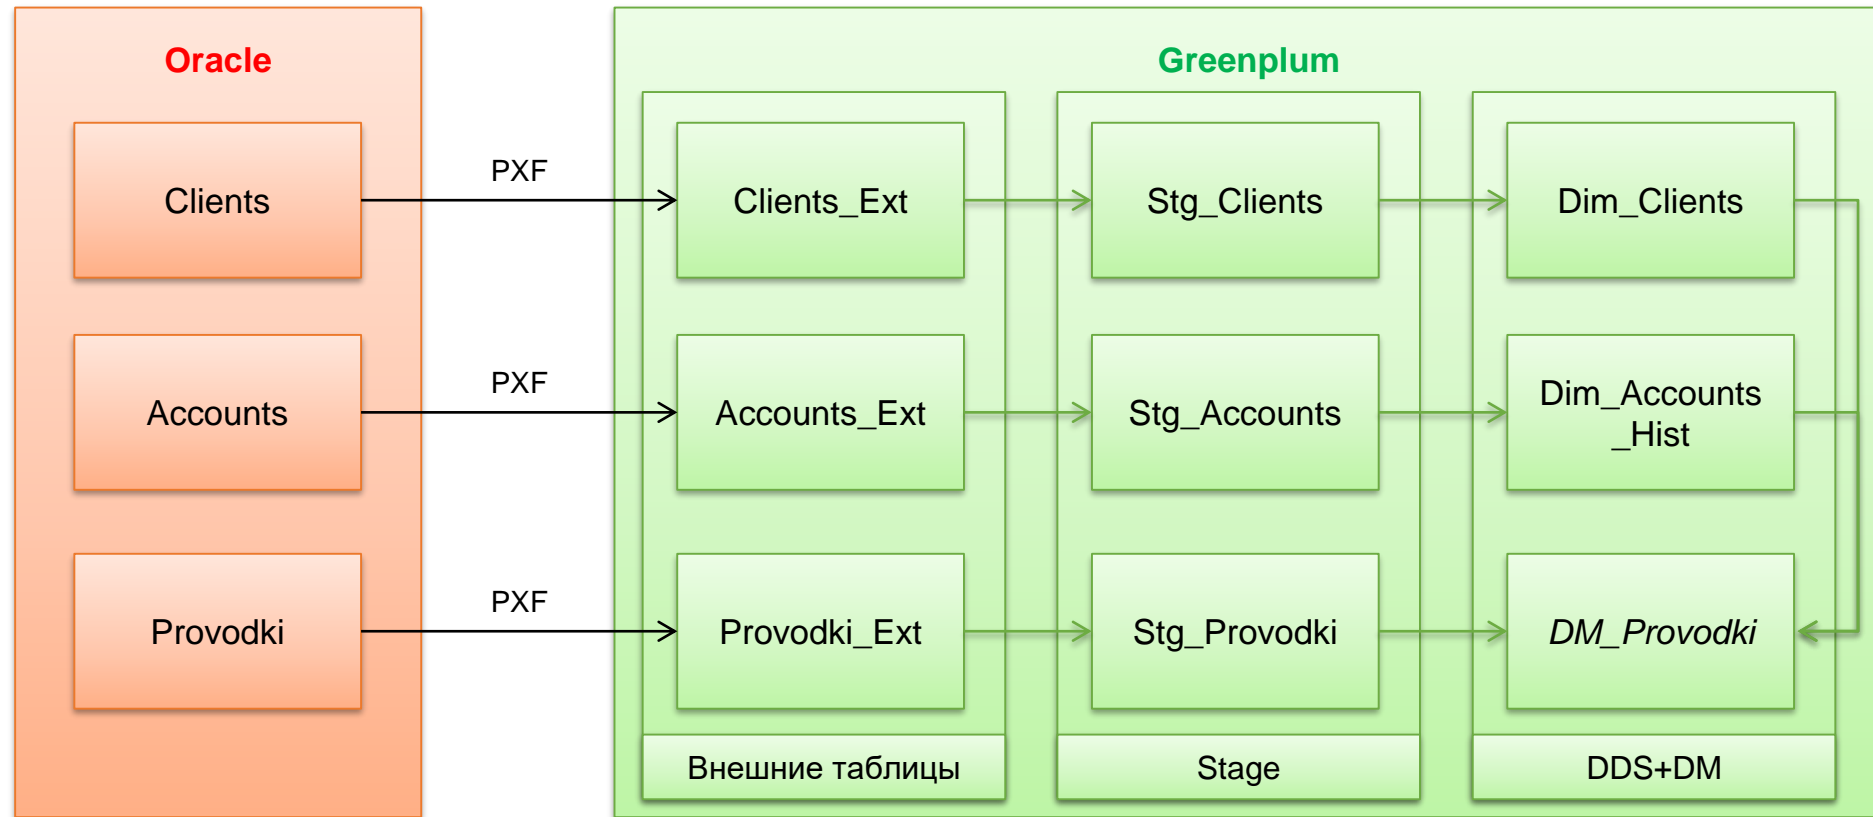 Oracle
Greenplum
Clients
PXF
Clients_Ext
Stg_Clients
Dim_Clients
Accounts
PXF
Accounts_Ext
Stg_Accounts
Dim_Accounts
_Hist
Provodki
PXF
Provodki_Ext
Stg_Provodki
DM_Provodki
Внешние таблицы
Stage
DDS+DM